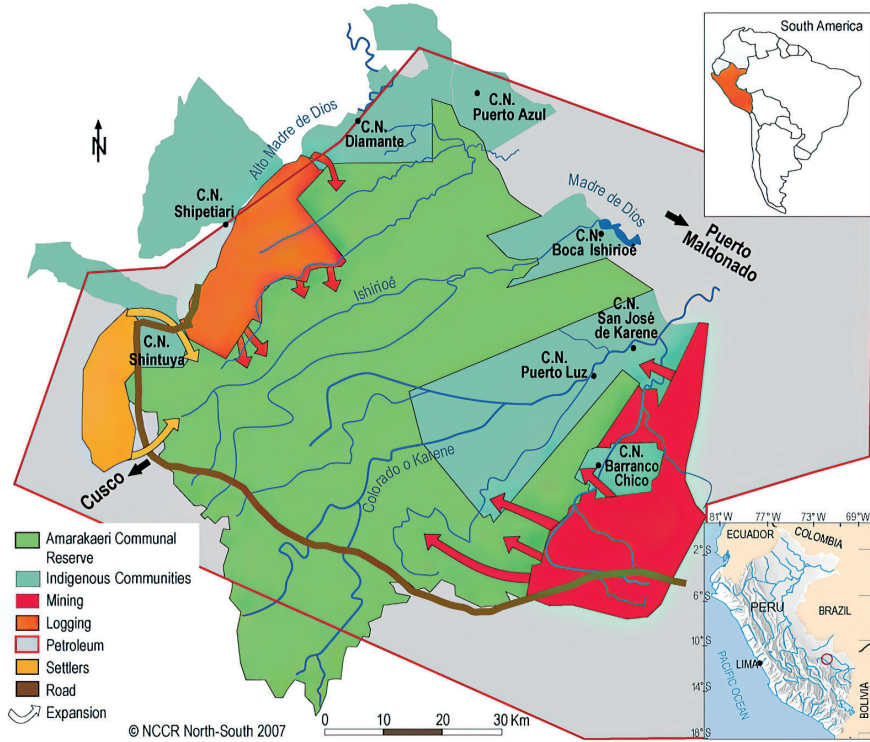 South America
N
Alto Madre de Dios
C.N.
Diamante
C.N.
Puerto Azul
C.N.
Shipetiari
Madre de Dios
C.N.
Boca Ishirioê
Puerto
Maldonado
Ishirioê
C.N.
San José
de Karene
C.N.
Shintuya
C.N.
Puerto Luz
Colorado o Karene
C.N.
Barranco
Chico
Cusco
Amarakaeri Communal
Reserve
Indigenous Communities
Mining
Logging
Petroleum
Settlers
Road
Expansion
© NCCR North-South 2007
0 10 20 30 Km
81°W 77°W 73°W 69°W
ECUADOR
COLOMBIA
2°S
6°S
PERU
BRAZIL
10°S
LIMA
PACIFIC OCEAN
14°S
BOLIVIA
18°S